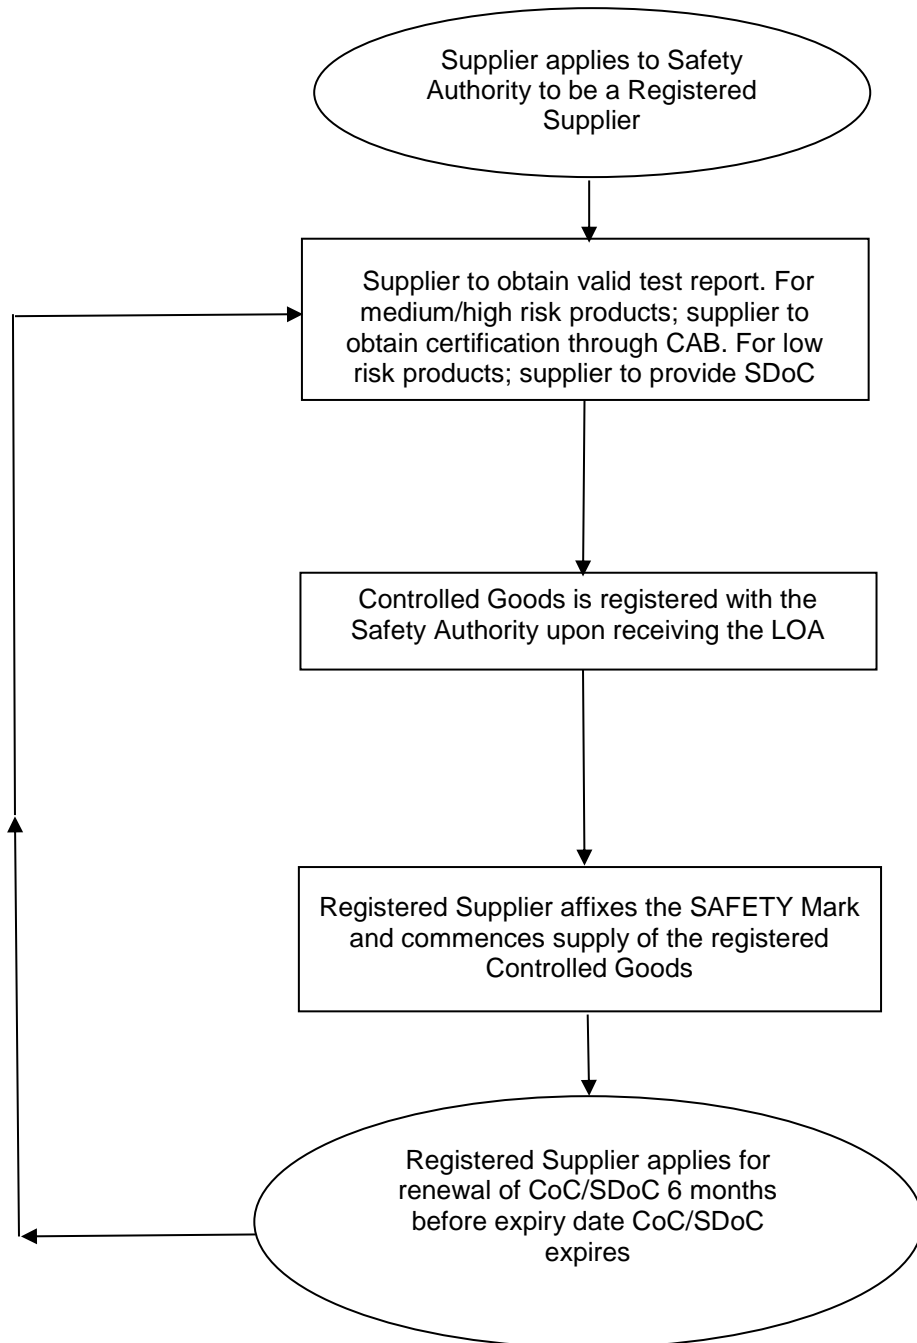 Supplier applies to Safety
Authority to be a Registered
Supplier
Supplier to obtain valid test report. For
medium/high risk products; supplier to
obtain certification through CAB. For low
risk products; supplier to provide SDoC
Controlled Goods is registered with the
Safety Authority upon receiving the LOA
Registered Supplier affixes the SAFETY Mark
and commences supply of the registered
Controlled Goods
Registered Supplier applies for
renewal of CoC/SDoC 6 months
before expiry date CoC/SDoC
expires